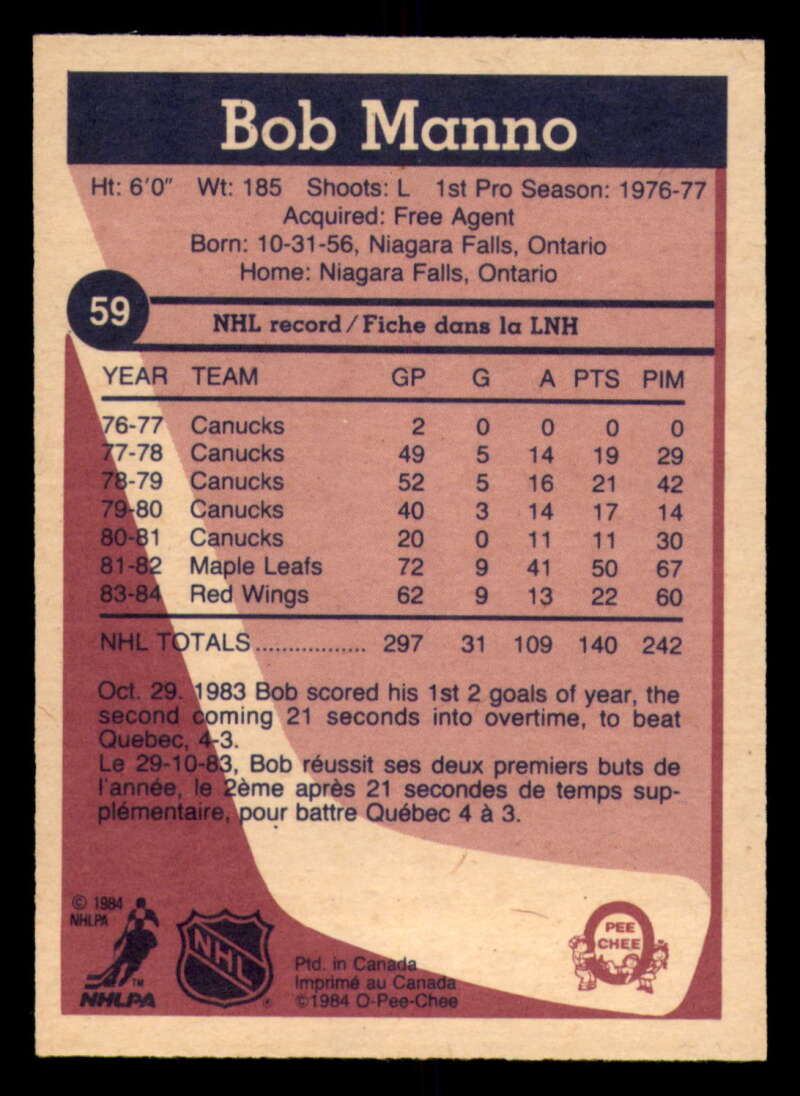 Bob Manno
Ht: 6'0" Wt: 185 Shoots: L 1st Pro Season: 1976-77
Acquired: Free Agent
Born: 10-31-56, Niagara Falls, Ontario
Home: Niagara Falls, Ontario
59
NHL record / Fiche dans la LNH
YEAR TEAM GP G A PTS PIM
76-77 Canucks 2 0 0 0 0
77-78 Canucks 49 5 14 19 29
78-79 Canucks 52 5 16 21 42
79-80 Canucks 40 3 14 17 14
80-81 Canucks 20 0 11 11 30
81-82 Maple Leafs 72 9 41 50 67
83-84 Red Wings 62 9 13 22 60
NHL TOTALS................. 297 31 109 140 242
Oct. 29. 1983 Bob scored his 1st 2 goals of year, the
second coming 21 seconds into overtime, to beat
Quebec, 4-3.
Le 29-10-83, Bob réussit ses deux premiers buts de
l'année, le 2ème après 21 secondes de temps sup-
plémentaire, pour battre Québec 4 à 3.
© 1984
NHLPA
TM
NHLPA
NHL
®
Ptd. in Canada
Imprimé au Canada
©1984 O-Pee-Chee
O
PEE
CHEE